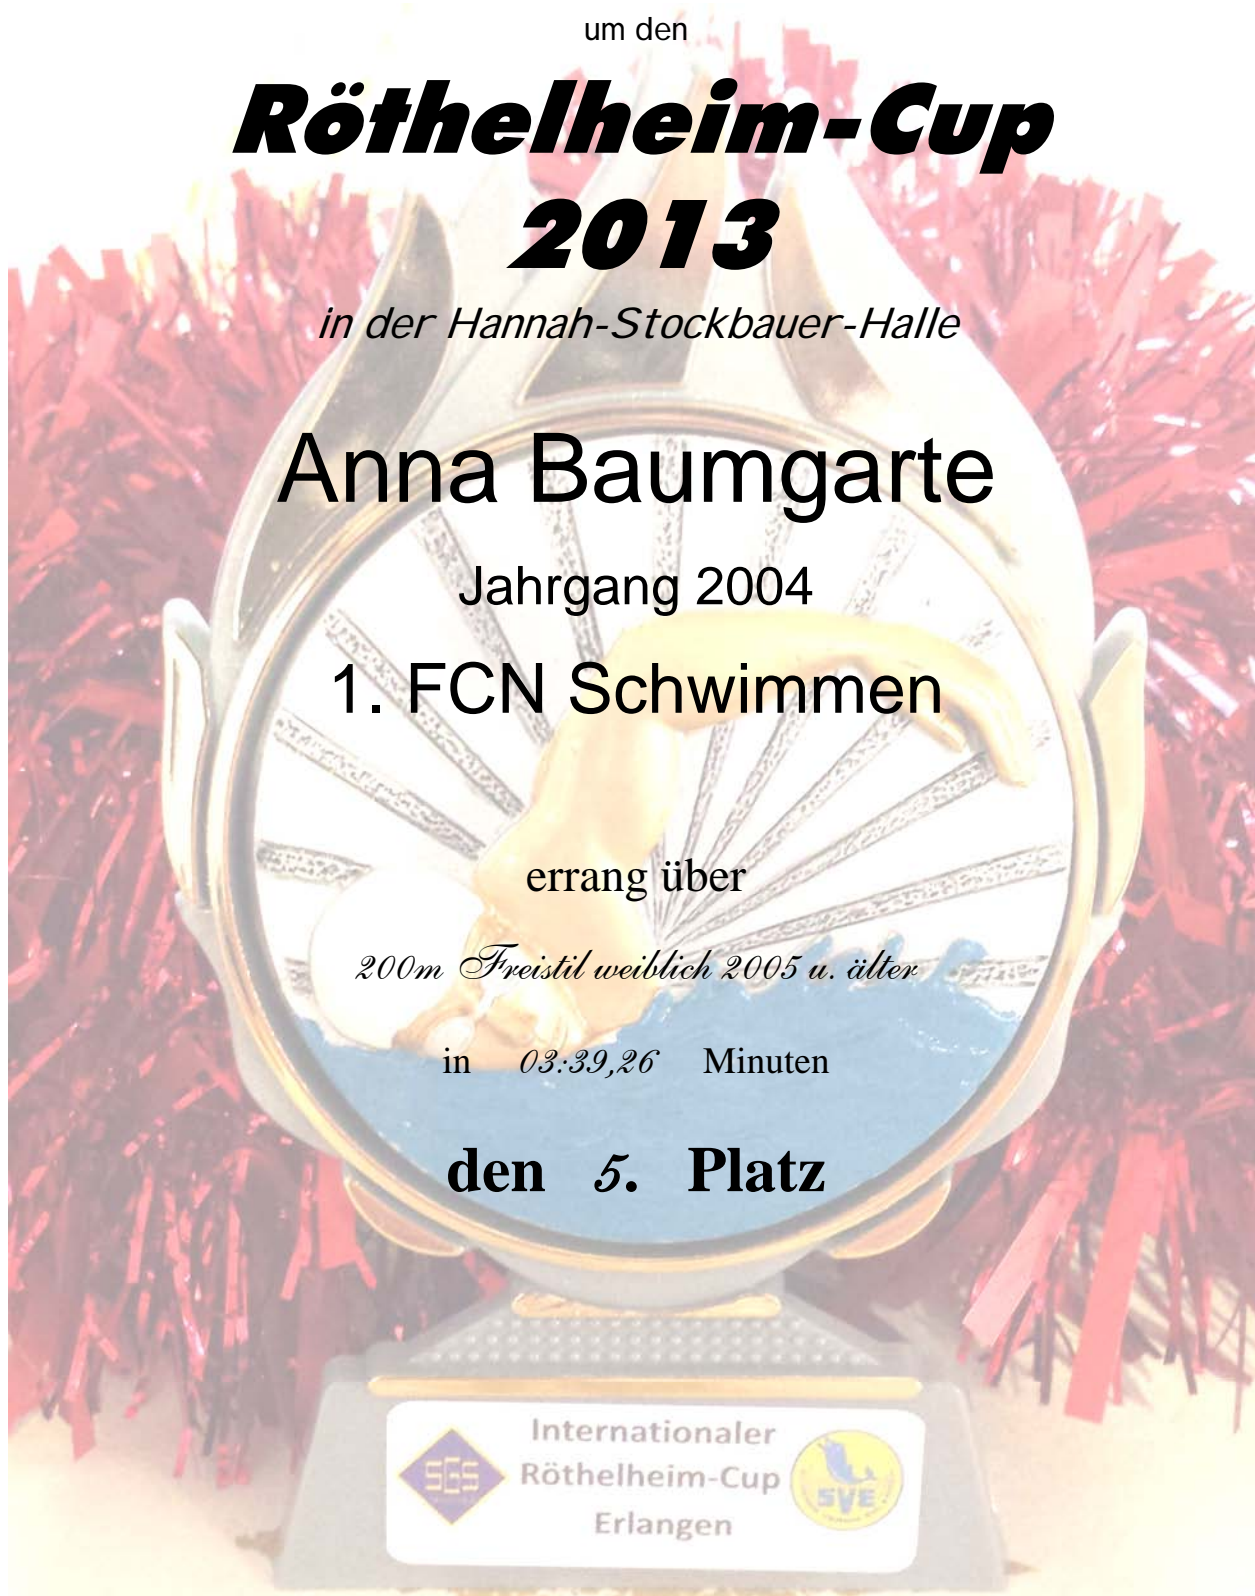 um den
Röthelheim-Cup
2013
in der Hannah-Stockbauer-Halle
Anna Baumgarte
Jahrgang 2004
1. FCN Schwimmen
errang über
200m Freistil weiblich 2005 u. älter
in 03:39,26 Minuten
den 5. Platz
Internationaler
Röthelheim-Cup
Erlangen
SGS
SVE